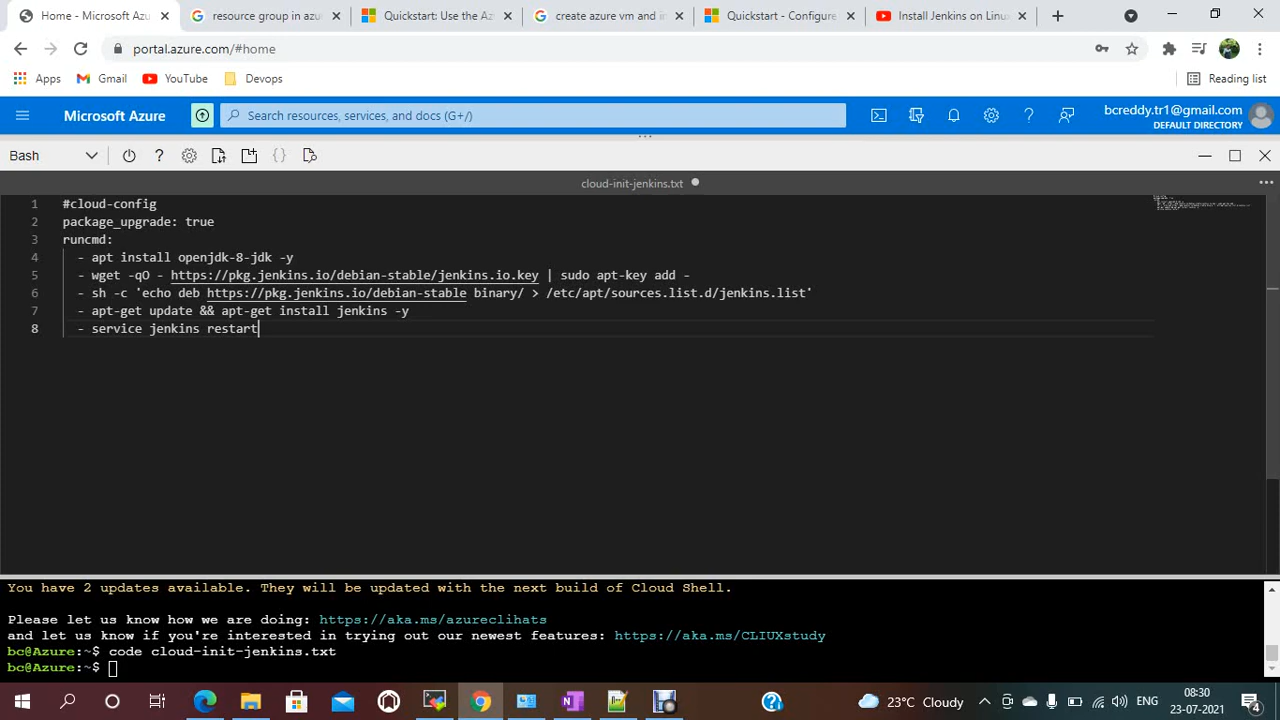 Home - Microsoft Azure
resource group in azu
Quickstart: Use the Az
create azure vm and in
Quickstart - Configure
Install Jenkins on Linux
portal.azure.com/#home
Apps
Gmail
YouTube
Devops
Reading list
Microsoft Azure
Search resources, services, and docs (G+/)
bcreddy.tr1@gmail.com
DEFAULT DIRECTORY
Bash
cloud-init-jenkins.txt
1 #cloud-config
2 package_upgrade: true
3 runcmd:
4 - apt install openjdk-8-jdk -y
5 - wget -qO - https://pkg.jenkins.io/debian-stable/jenkins.io.key | sudo apt-key add -
6 - sh -c 'echo deb https://pkg.jenkins.io/debian-stable binary/ > /etc/apt/sources.list.d/jenkins.list'
7 - apt-get update && apt-get install jenkins -y
8 - service jenkins restart
You have 2 updates available. They will be updated with the next build of Cloud Shell.
Please let us know how we are doing: https://aka.ms/azureclihats
and let us know if you're interested in trying out our newest features: https://aka.ms/CLIUXstudy
bc@Azure:~$ code cloud-init-jenkins.txt
bc@Azure:~$
23°C Cloudy
ENG
08:30
23-07-2021
4